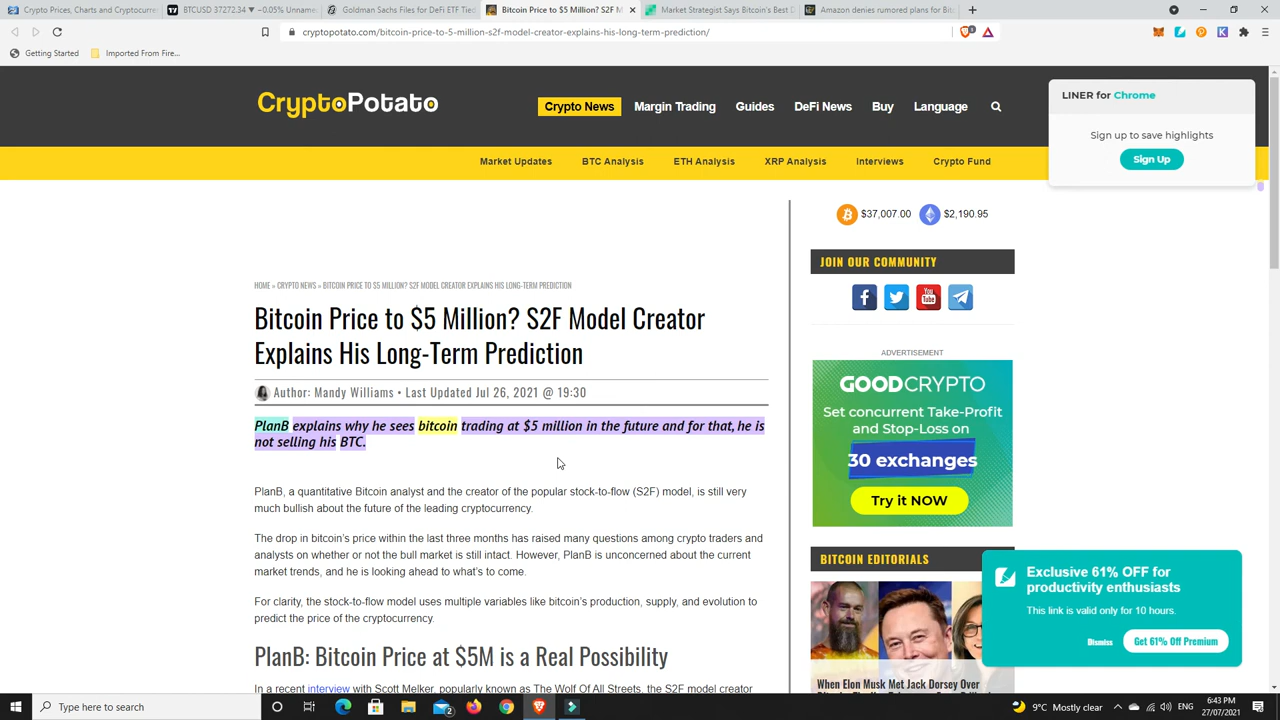 Crypto Prices, Charts and Cryptocurr
BTCUSD 37272.34 ▼ −0.05% Unname
Goldman Sachs Files for DeFi ETF Tied
Bitcoin Price to $5 Million? S2F M
Market Strategist Says Bitcoin's Best D
Amazon denies rumored plans for Bit
cryptopotato.com/bitcoin-price-to-5-million-s2f-model-creator-explains-his-long-term-prediction/
Getting Started
Imported From Fire...
CryptoPotato
Crypto News
Margin Trading
Guides
DeFi News
Buy
Language
LINER for Chrome
Sign up to save highlights
Sign Up
Market Updates
BTC Analysis
ETH Analysis
XRP Analysis
Interviews
Crypto Fund
$37,007.00
$2,190.95
HOME » CRYPTO NEWS » BITCOIN PRICE TO $5 MILLION? S2F MODEL CREATOR EXPLAINS HIS LONG-TERM PREDICTION
Bitcoin Price to $5 Million? S2F Model Creator
Explains His Long-Term Prediction
Author: Mandy Williams • Last Updated Jul 26, 2021 @ 19:30
PlanB explains why he sees bitcoin trading at $5 million in the future and for that, he is
not selling his BTC.
PlanB, a quantitative Bitcoin analyst and the creator of the popular stock-to-flow (S2F) model, is still very
much bullish about the future of the leading cryptocurrency.
The drop in bitcoin's price within the last three months has raised many questions among crypto traders and
analysts on whether or not the bull market is still intact. However, PlanB is unconcerned about the current
market trends, and he is looking ahead to what's to come.
For clarity, the stock-to-flow model uses multiple variables like bitcoin's production, supply, and evolution to
predict the price of the cryptocurrency.
PlanB: Bitcoin Price at $5M is a Real Possibility
In a recent interview with Scott Melker, popularly known as The Wolf Of All Streets, the S2F model creator
JOIN OUR COMMUNITY
You
Tube
ADVERTISEMENT
GOODCRYPTO
Set concurrent Take-Profit
and Stop-Loss on
30 exchanges
Try it NOW
BITCOIN EDITORIALS
When Elon Musk Met Jack Dorsey Over
Exclusive 61% OFF for
productivity enthusiasts
This link is valid only for 10 hours.
Dismiss
Get 61% Off Premium
Type here to search
9°C Mostly clear
ENG
6:43 PM
27/07/2021